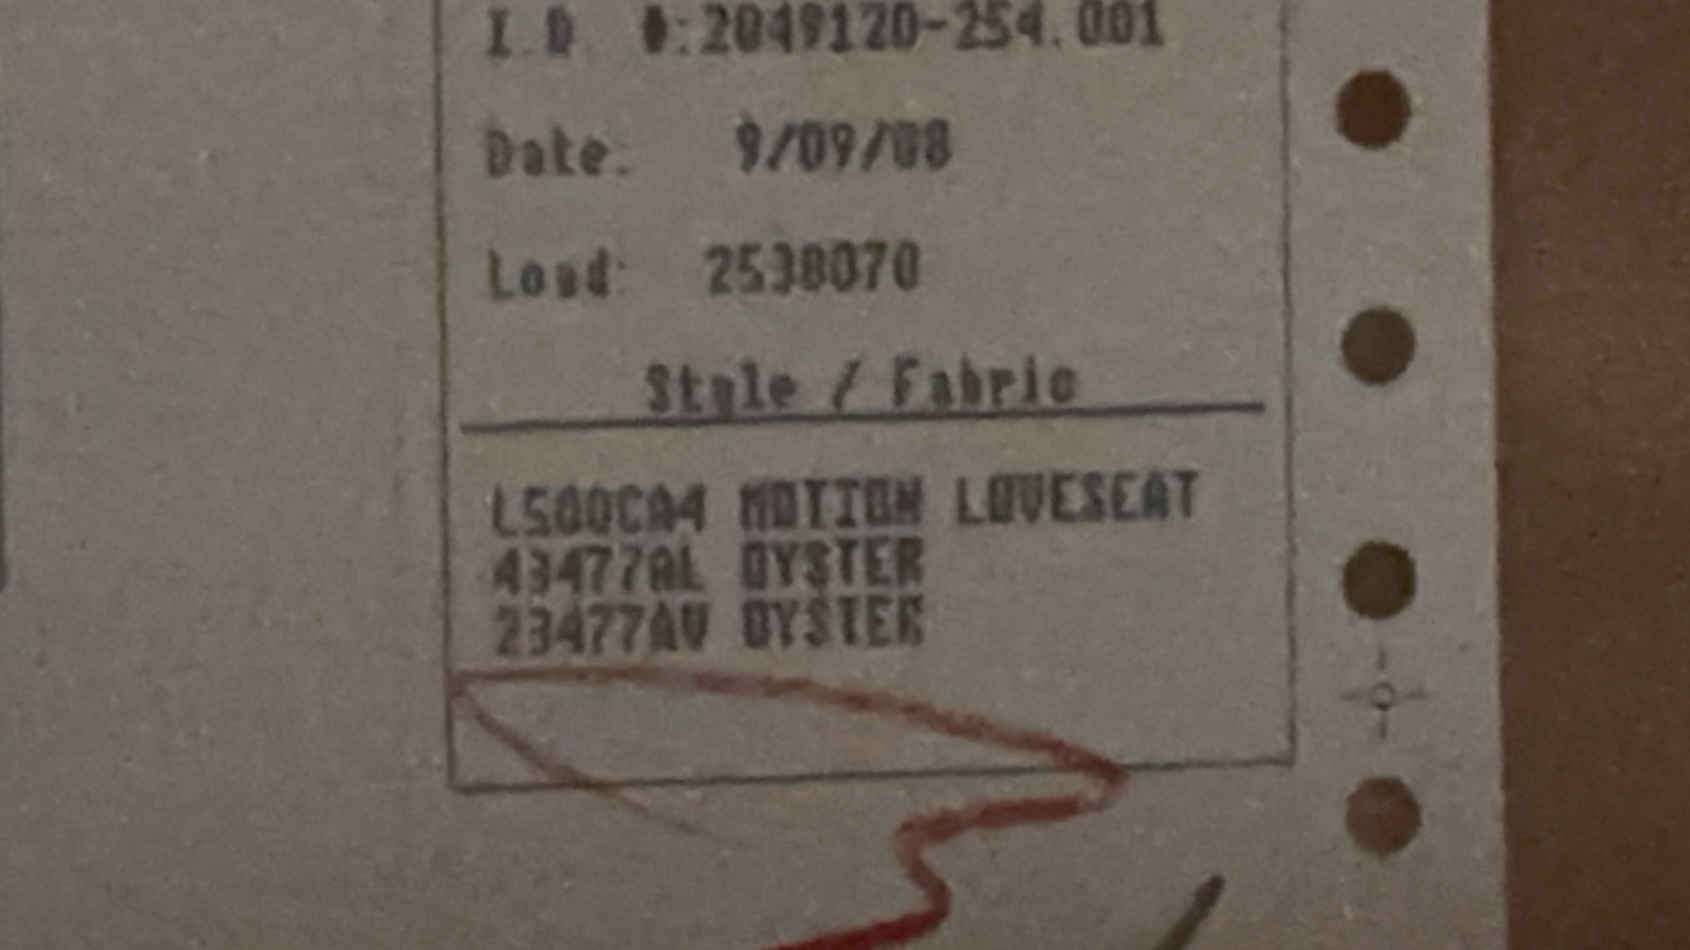 I.D #:2049120-254.001
Date: 9/09/08
Load: 2538070
Style / Fabric
L500CA4 MOTION LOVESEAT
43477AL OYSTER
23477AV OYSTER